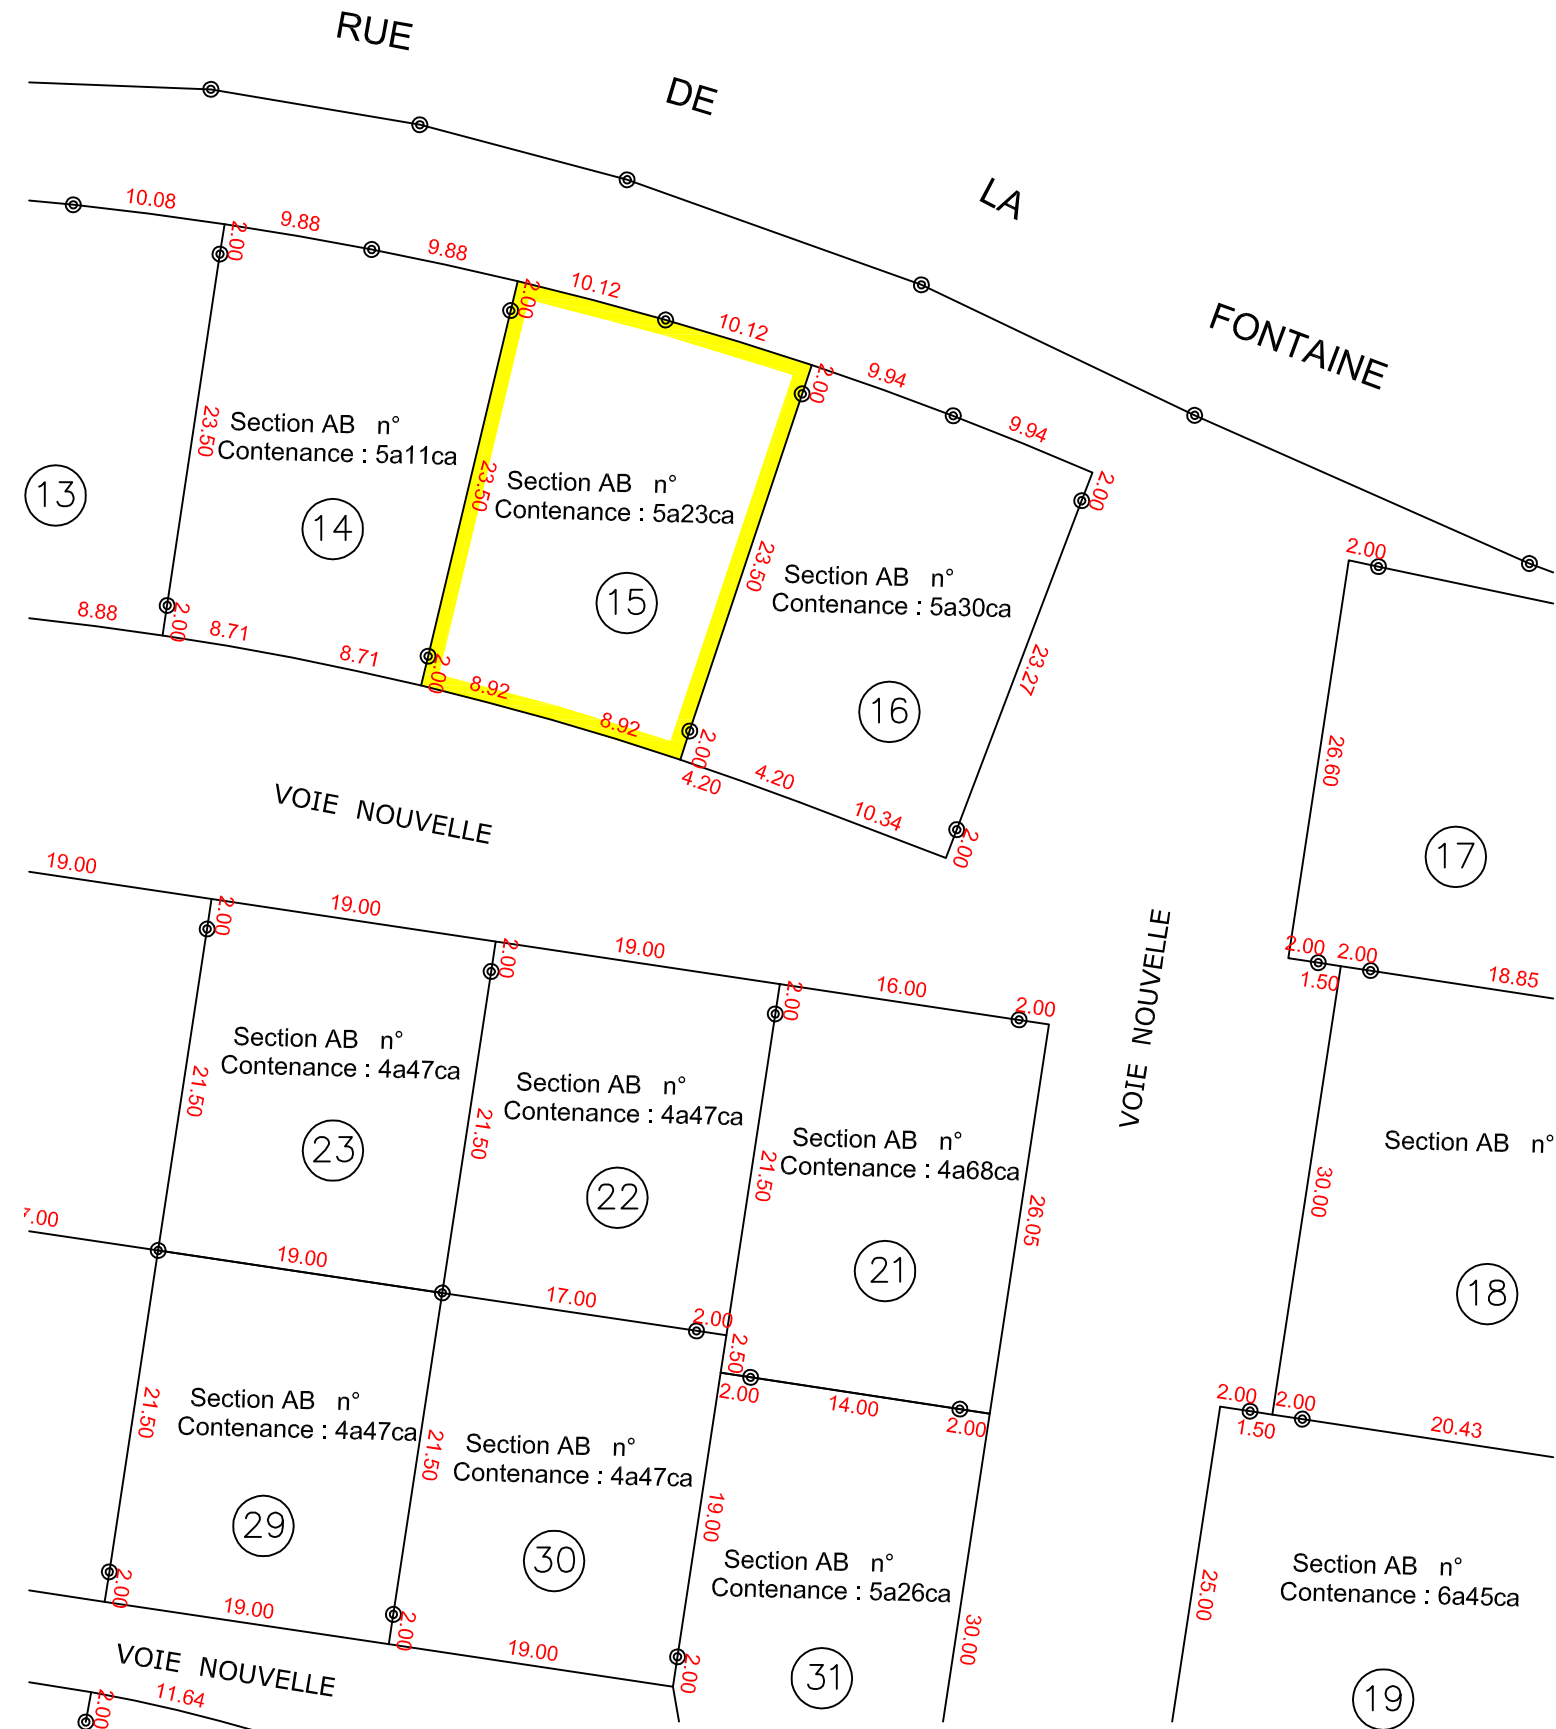 RUE
DE
LA
FONTAINE
10.08
9.88
9.88
10.12
10.12
9.94
9.94
2.00
2.00
2.00
2.00
23.50
Section AB n°
Contenance : 5a11ca
13
14
23.50
Section AB n°
Contenance : 5a23ca
15
23.50
Section AB n°
Contenance : 5a30ca
16
23.27
8.88
2.00
8.71
8.71
2.00
8.92
8.92
2.00
4.20
4.20
10.34
2.00
2.00
26.60
17
2.00
2.00
1.50
18.85
VOIE NOUVELLE
VOIE NOUVELLE
19.00
2.00
19.00
2.00
19.00
2.00
16.00
2.00
Section AB n°
Contenance : 4a47ca
21.50
23
Section AB n°
Contenance : 4a47ca
21.50
22
Section AB n°
Contenance : 4a68ca
21.50
21
26.05
Section AB n°
30.00
18
7.00
19.00
17.00
2.00
2.50
2.00
14.00
2.00
2.00
2.00
1.50
20.43
Section AB n°
Contenance : 4a47ca
21.50
29
Section AB n°
Contenance : 4a47ca
21.50
30
19.00
Section AB n°
Contenance : 5a26ca
31
30.00
25.00
Section AB n°
Contenance : 6a45ca
19
2.00
19.00
2.00
19.00
2.00
VOIE NOUVELLE
2.00
11.64